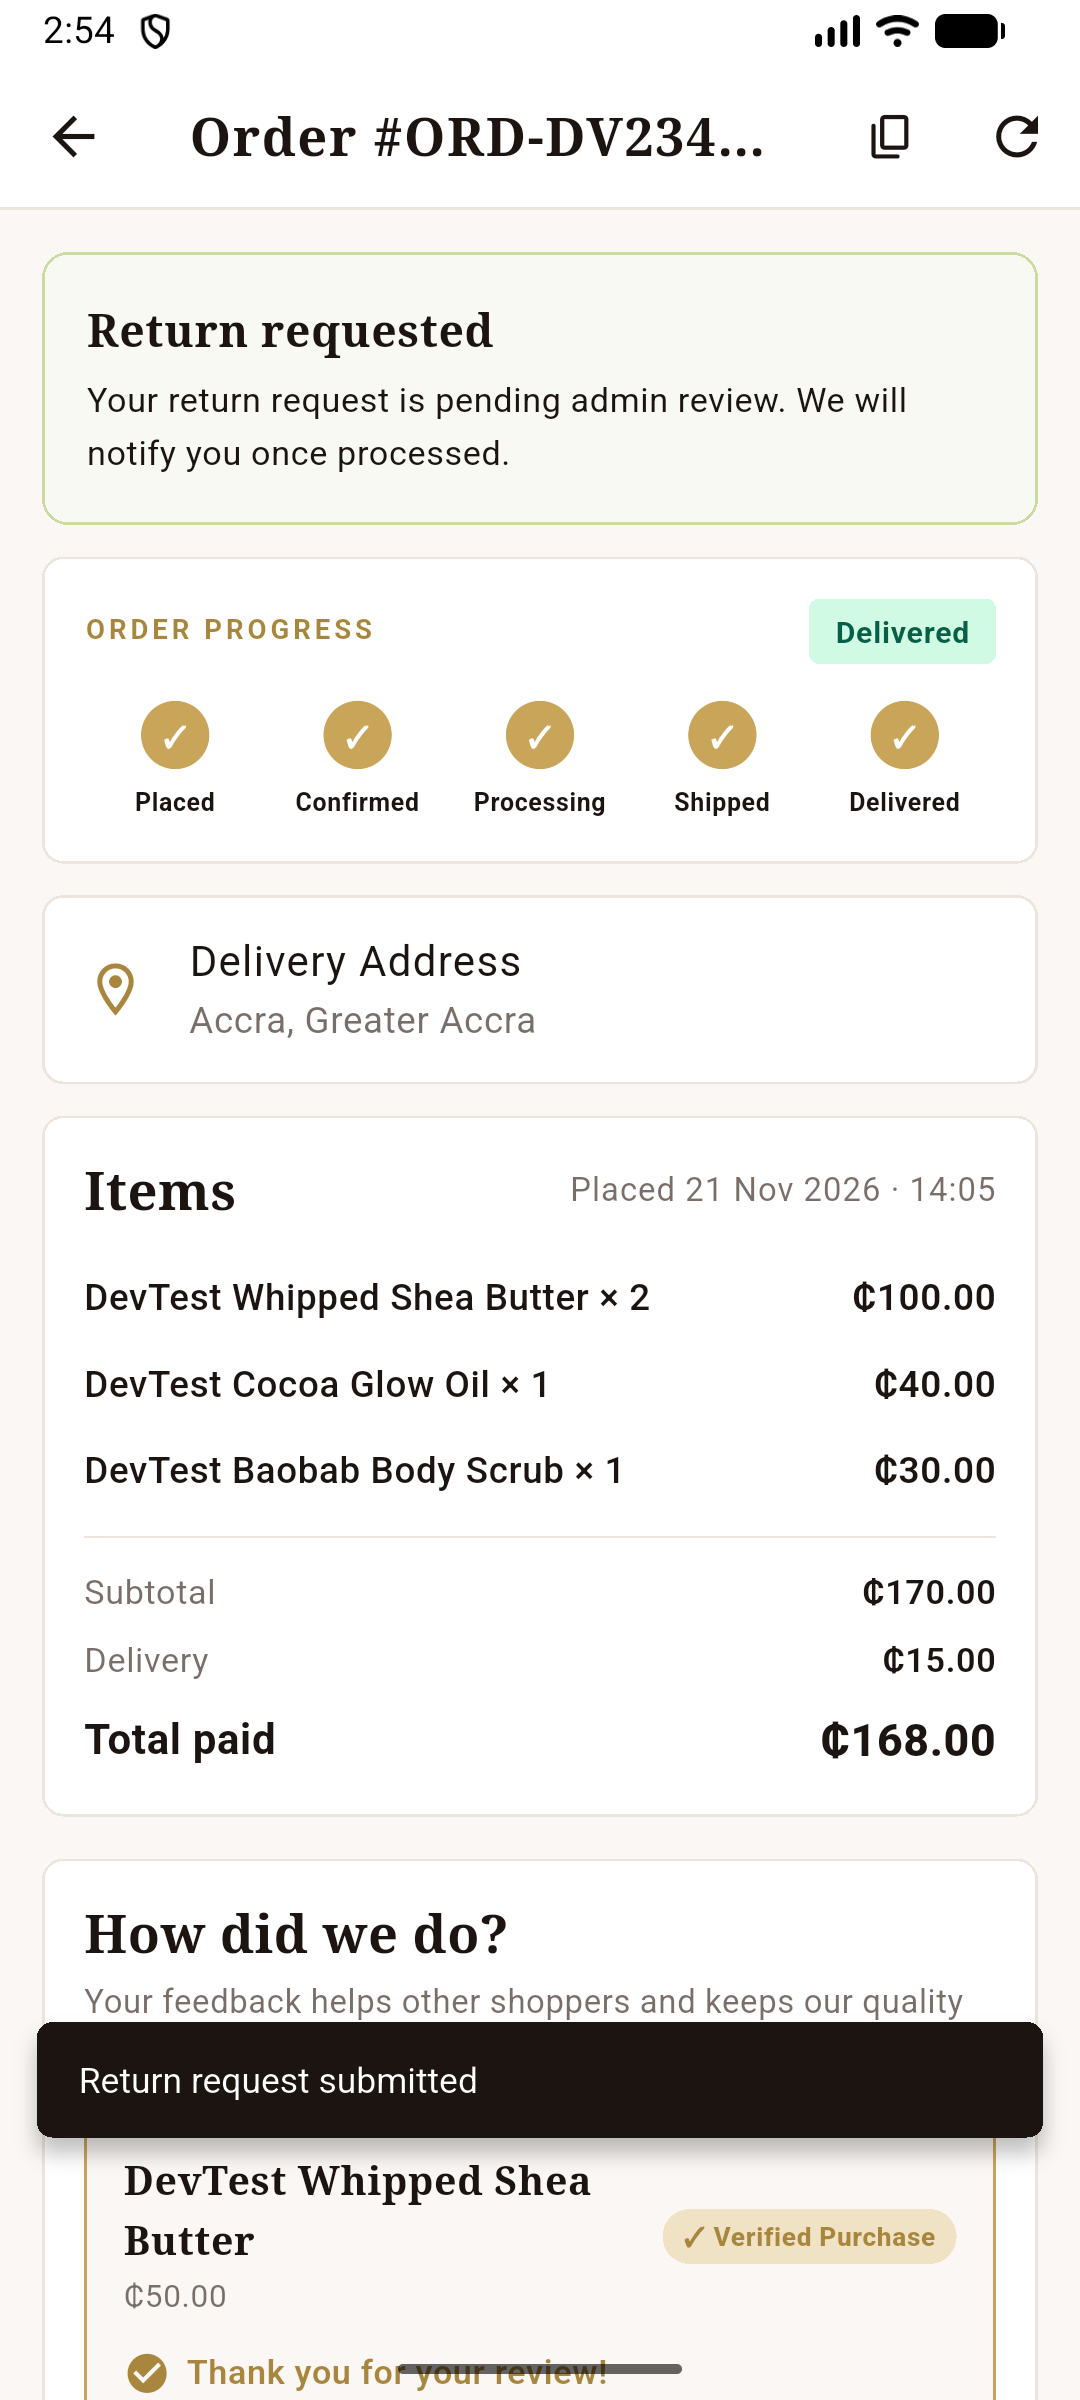 2:54
Order #ORD-DV234...
Return requested
Your return request is pending admin review. We will
notify you once processed.
ORDER PROGRESS
Delivered
✓ ✓ ✓ ✓ ✓
Placed Confirmed Processing Shipped Delivered
Delivery Address
Accra, Greater Accra
Items
Placed 21 Nov 2026 · 14:05
DevTest Whipped Shea Butter × 2 ₵100.00
DevTest Cocoa Glow Oil × 1 ₵40.00
DevTest Baobab Body Scrub × 1 ₵30.00
Subtotal ₵170.00
Delivery ₵15.00
Total paid ₵168.00
How did we do?
Your feedback helps other shoppers and keeps our quality
Return request submitted
DevTest Whipped Shea
Butter
✓ Verified Purchase
₵50.00
Thank you for your review!